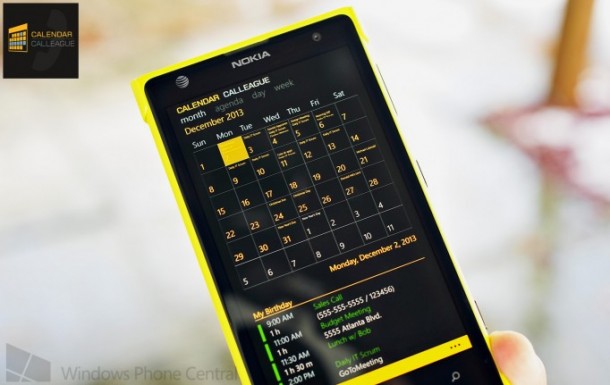 CALENDAR
CALLEAGUE
NOKIA
AT&T
CALENDAR CALLEAGUE
month agenda day week
December 2013
Sun Mon Tue Wed Thu Fri Sat
1 3 4 5 6 7
8 9 10 11 12 13 14
15 16 17 18 19 20 21
22 23 24 25 26 27 28
29 30 31 1 2 3 4
5 6 7 8 9 10 11
Monday, December 2, 2013
My Birthday
9:00 AM Sales Call
1 h (555-555-5555 / 123456)
11:00 AM Budget Meeting
1 h 5555 Atlanta Blvd.
11:30 AM Lunch w/ Bob
1 h 30 m
2:00 PM Daily IT Scrum
GoToMeeting
Windows Phone Central